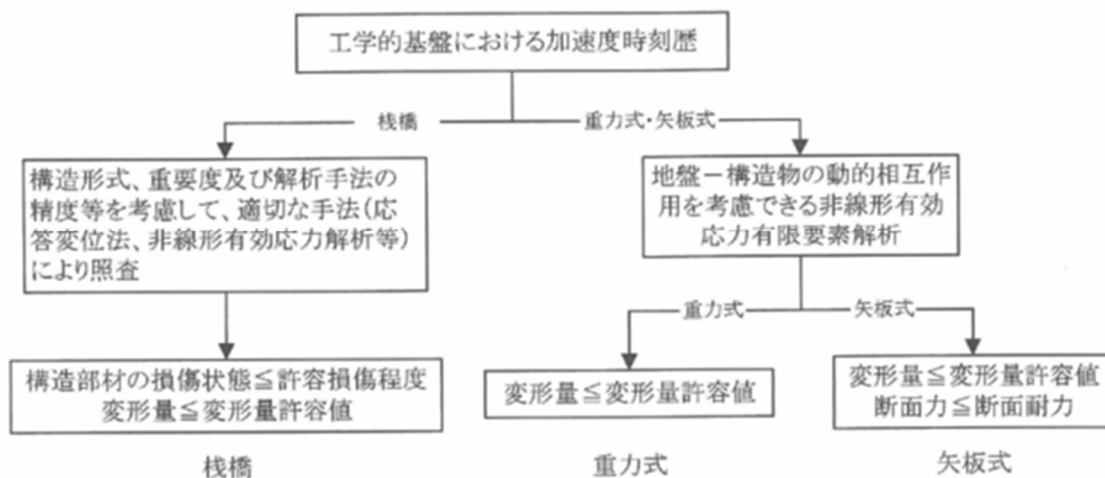 工学的基盤における加速度時刻歴
桟橋
重力式・矢板式
構造形式、重要度及び解析手法の
精度等を考慮して、適切な手法(応
答変位法、非線形有効応力解析等)
により照査
地盤－構造物の動的相互作
用を考慮できる非線形有効
応力有限要素解析
重力式
矢板式
構造部材の損傷状態≦許容損傷程度
変形量≦変形量許容値
変形量≦変形量許容値
変形量≦変形量許容値
断面力≦断面耐力
桟橋
重力式
矢板式